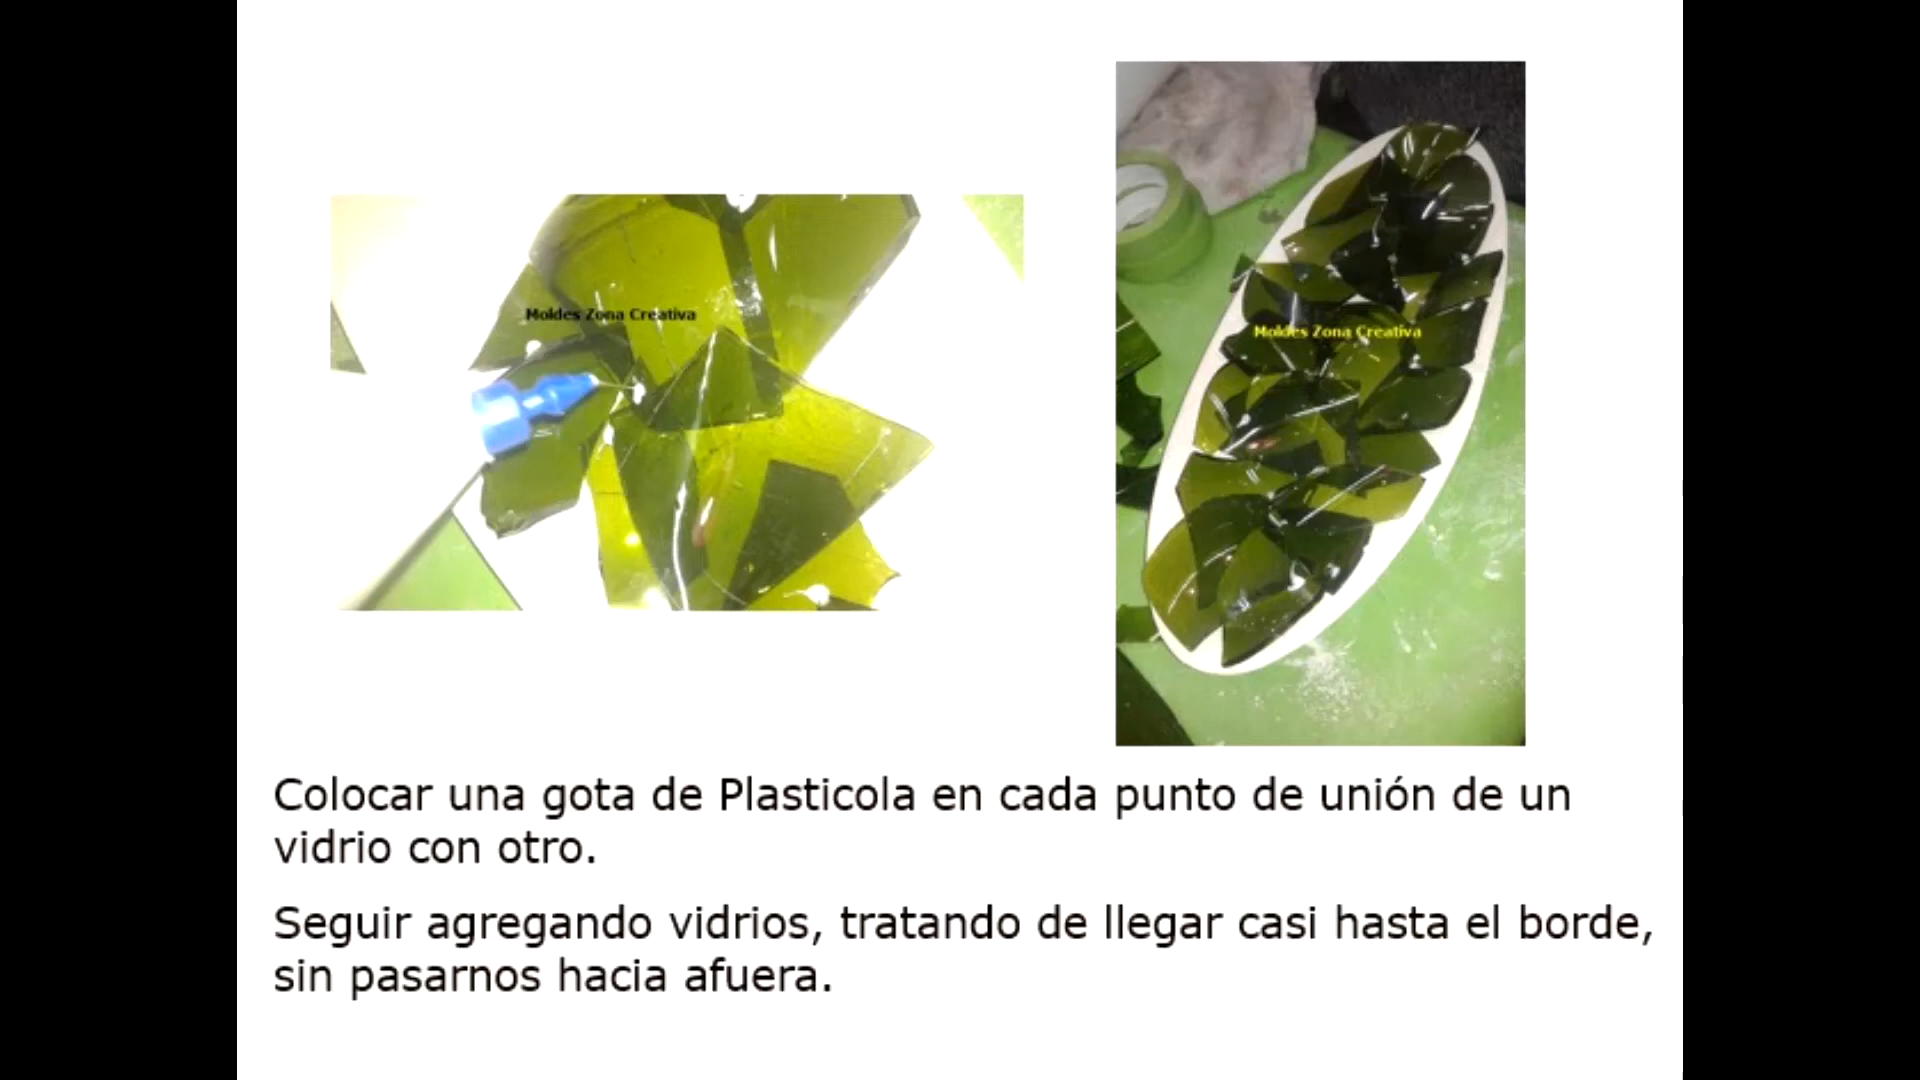 Moldes Zona Creativa
Moldes Zona Creativa
Colocar una gota de Plasticola en cada punto de unión de un
vidrio con otro.
Seguir agregando vidrios, tratando de llegar casi hasta el borde,
sin pasarnos hacia afuera.